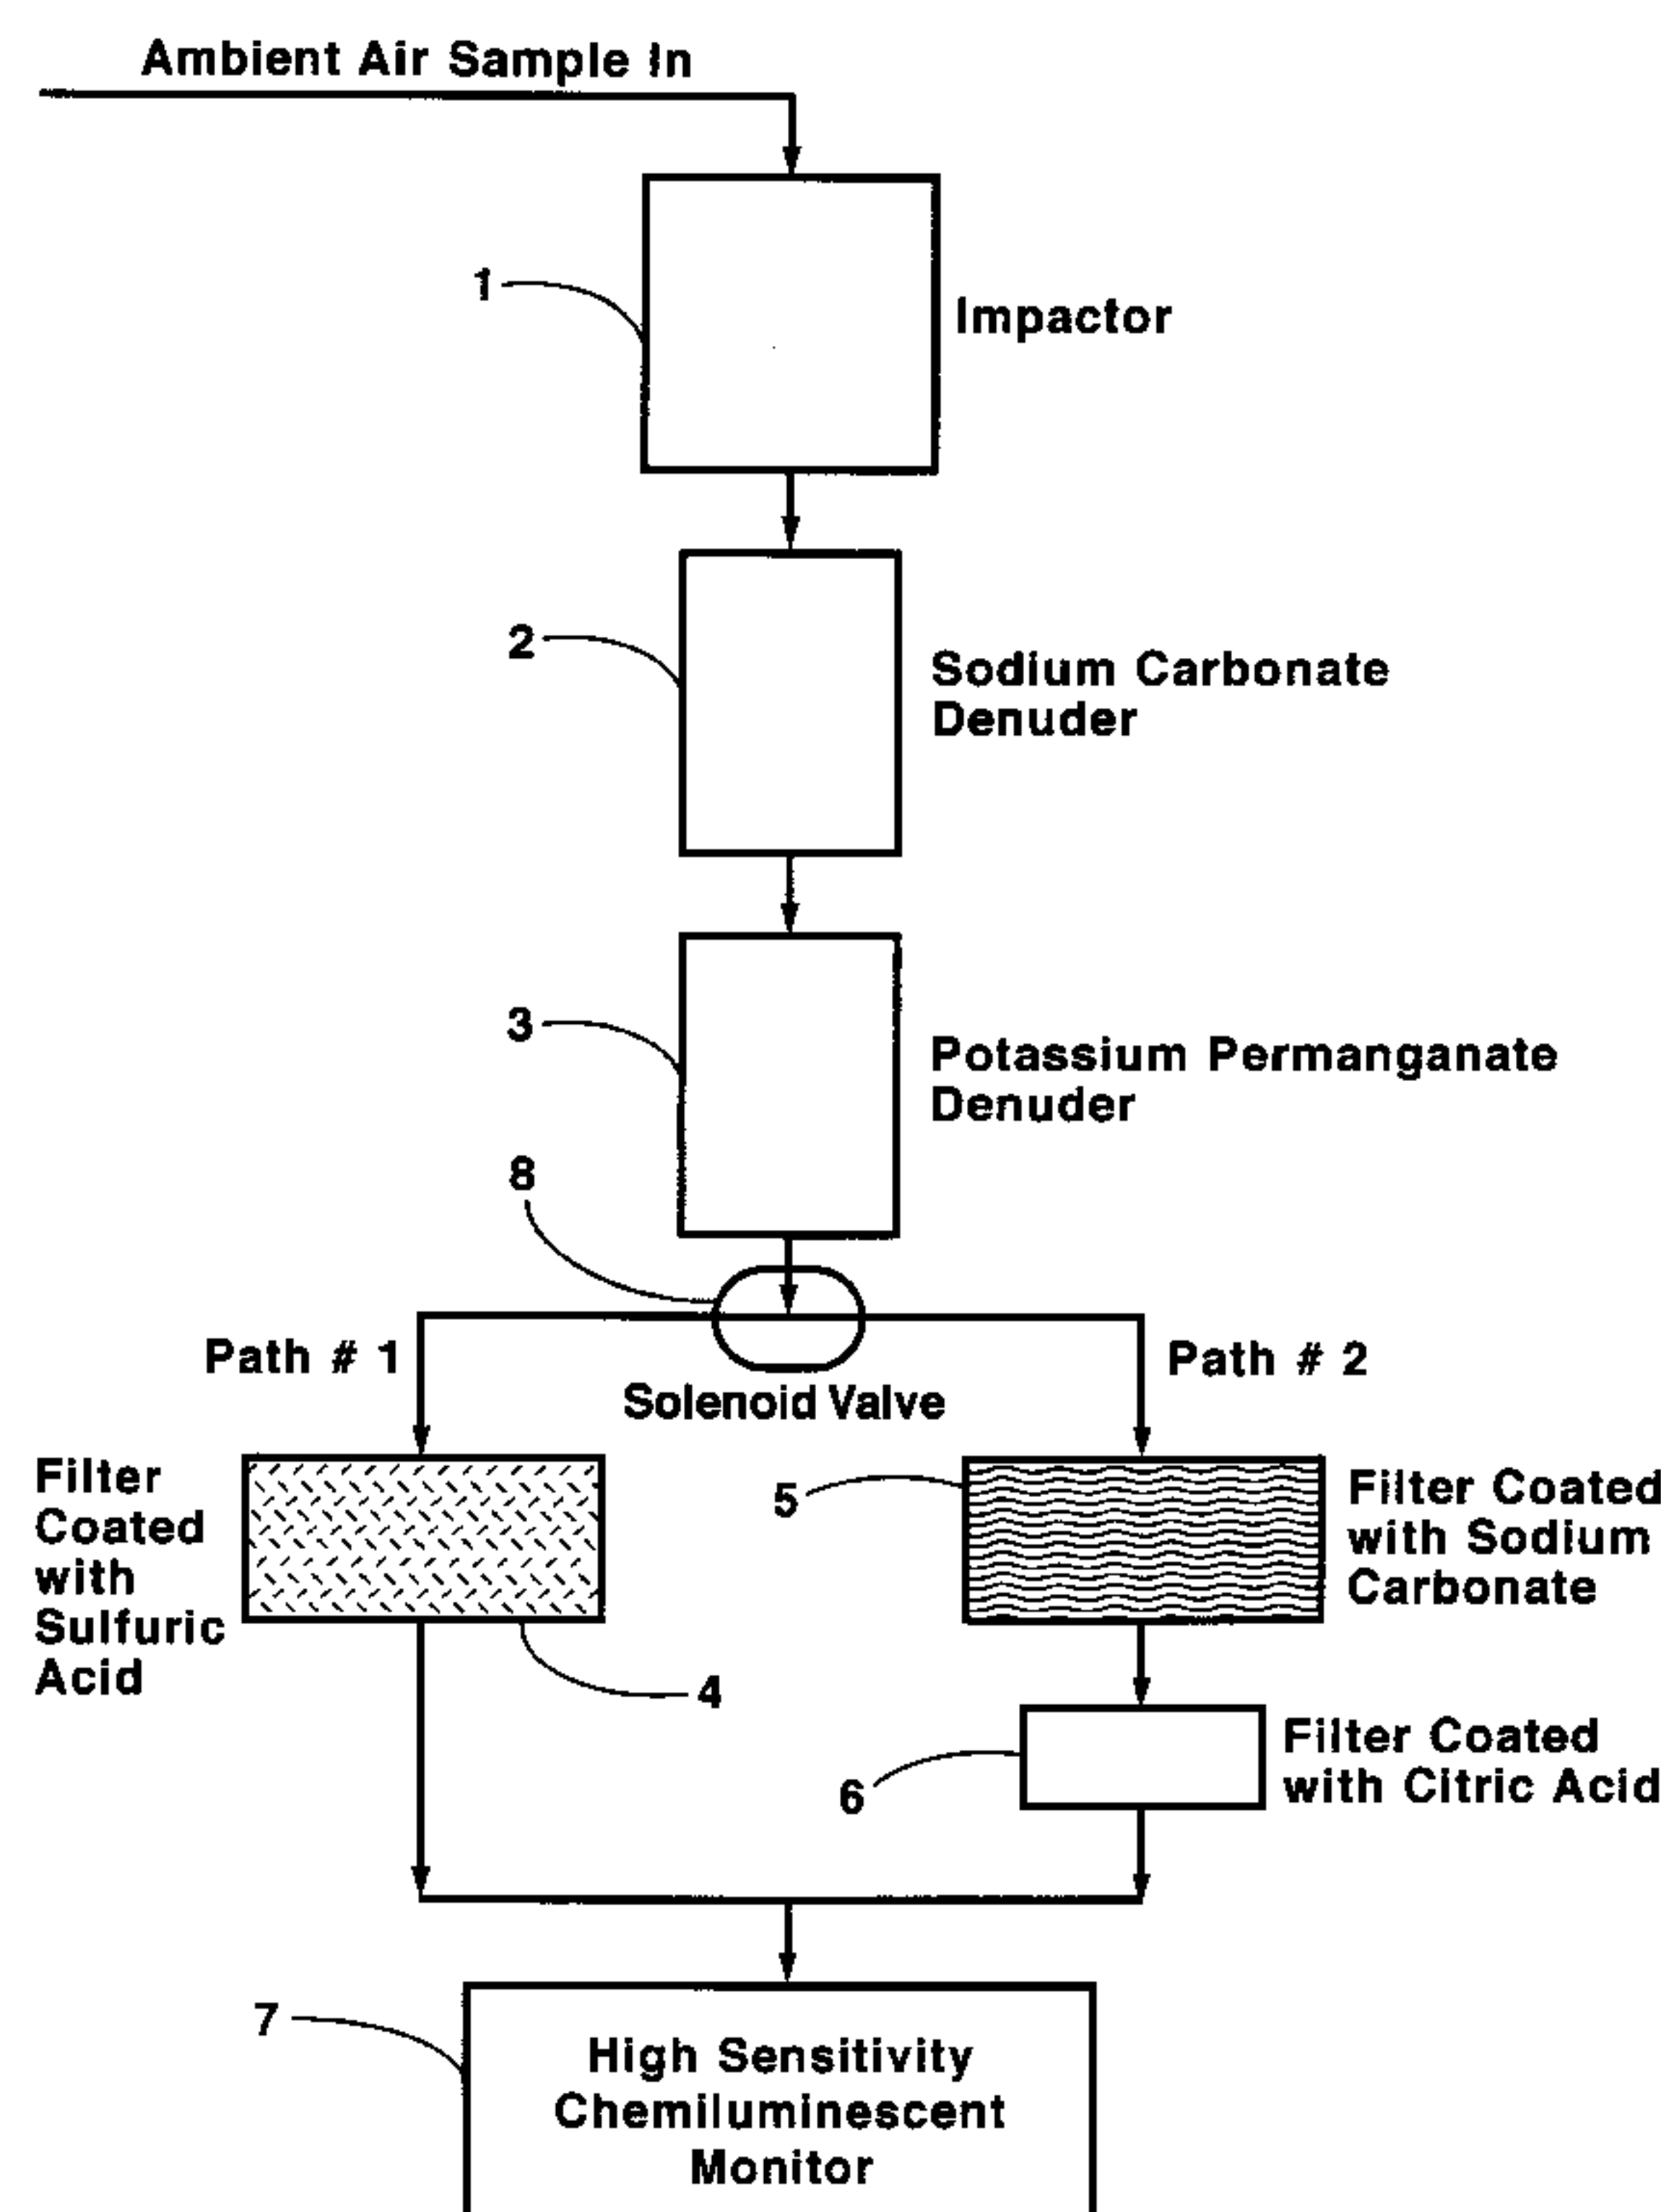 Ambient Air Sample In
1
Impactor
2
Sodium Carbonate
Denuder
3
Potassium Permanganate
Denuder
8
Path # 1
Path # 2
Solenoid Valve
Filter
Coated
with
Sulfuric
Acid
4
5
Filter Coated
with Sodium
Carbonate
6
Filter Coated
with Citric Acid
7
High Sensitivity
Chemiluminescent
Monitor